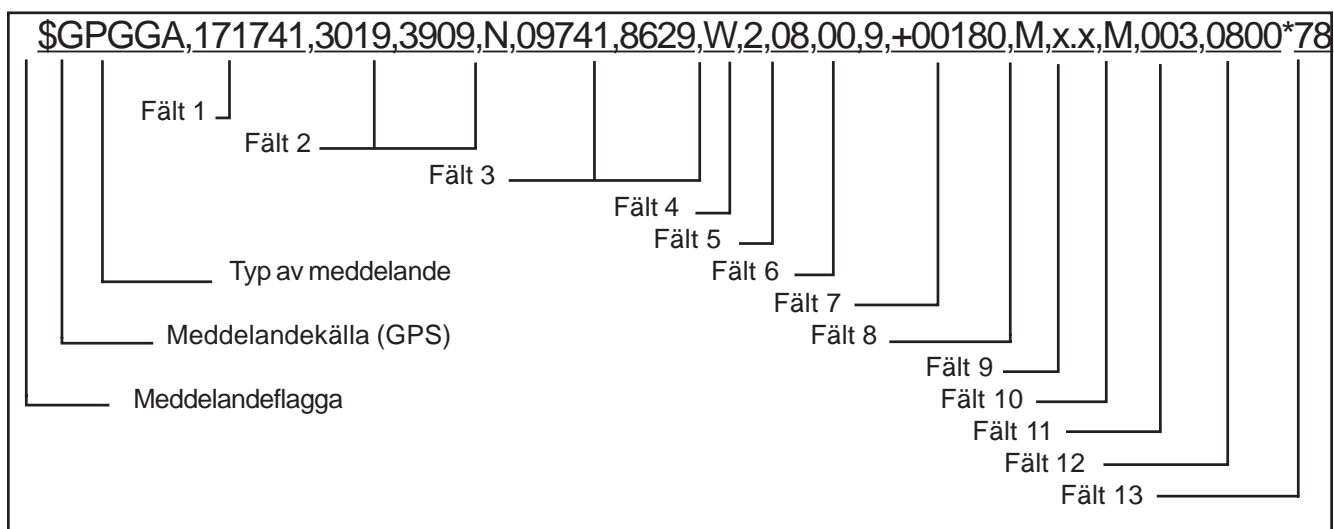 $GPGGA,171741,3019,3909,N,09741,8629,W,2,08,00,9,+00180,M,x.x,M,003,0800*78
Fält 1
Fält 2
Fält 3
Fält 4
Fält 5
Typ av meddelande
Fält 6
Fält 7
Meddelandekälla (GPS)
Fält 8
Fält 9
Meddelandeflagga
Fält 10
Fält 11
Fält 12
Fält 13